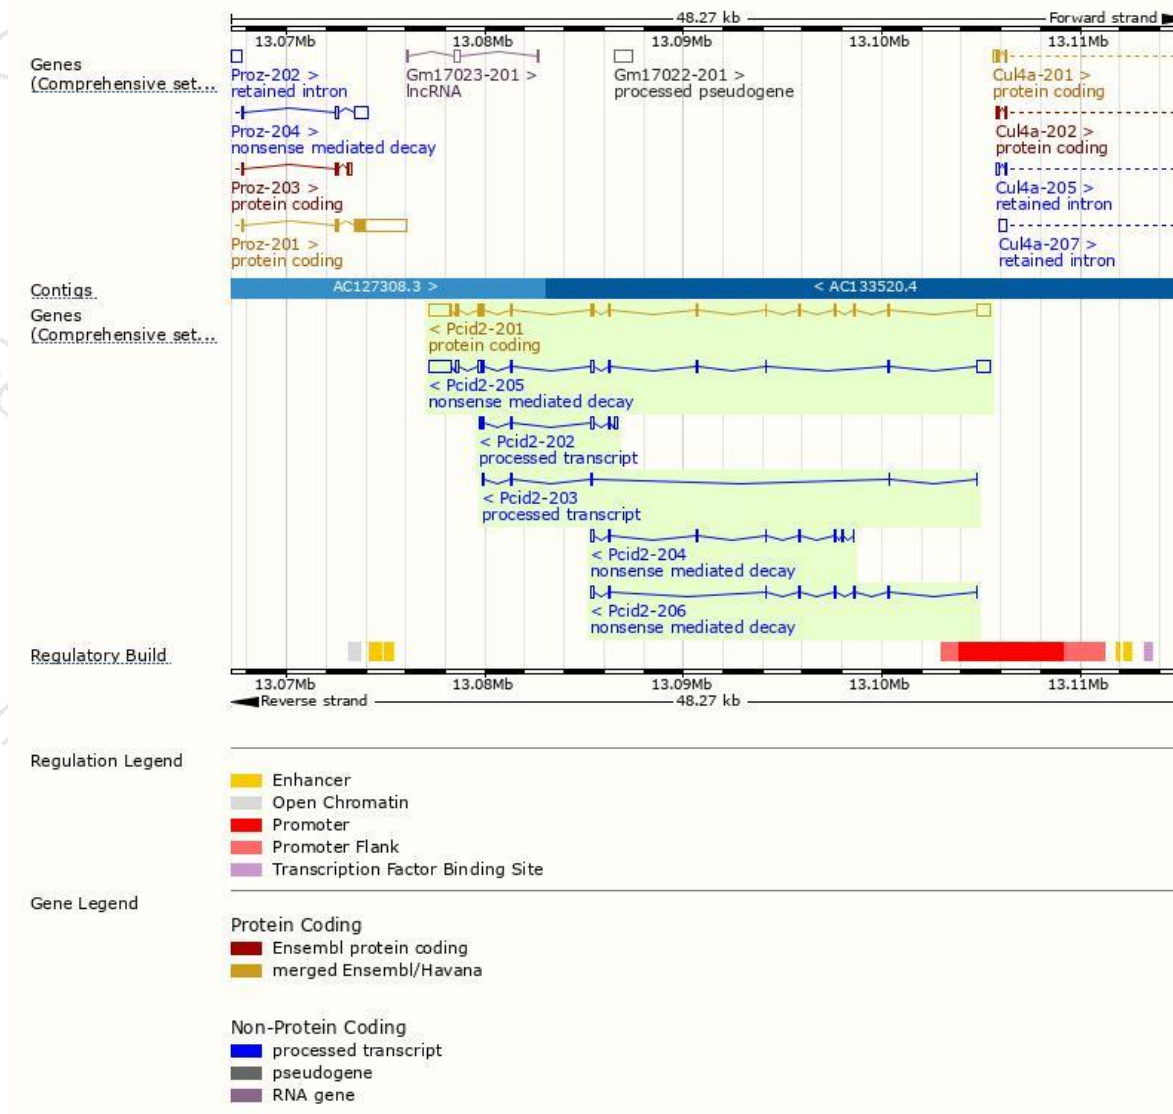 48.27 kb Forward strand
13.07Mb 13.08Mb 13.09Mb 13.10Mb 13.11Mb
Genes
(Comprehensive set...
Proz-202 >
retained intron
Gm17023-201 >
lncRNA
Gm17022-201 >
processed pseudogene
Cul4a-201 >
protein coding
Proz-204 >
nonsense mediated decay
Cul4a-202 >
protein coding
Proz-203 >
protein coding
Cul4a-205 >
retained intron
Proz-201 >
protein coding
Cul4a-207 >
retained intron
Contigs
AC127308.3 > < AC133520.4
Genes
(Comprehensive set...
< Pcid2-201
protein coding
< Pcid2-205
nonsense mediated decay
< Pcid2-202
processed transcript
< Pcid2-203
processed transcript
< Pcid2-204
nonsense mediated decay
< Pcid2-206
nonsense mediated decay
Regulatory Build
13.07Mb 13.08Mb 13.09Mb 13.10Mb 13.11Mb
Reverse strand 48.27 kb
Regulation Legend
Enhancer
Open Chromatin
Promoter
Promoter Flank
Transcription Factor Binding Site
Gene Legend
Protein Coding
Ensembl protein coding
merged Ensembl/Havana
Non-Protein Coding
processed transcript
pseudogene
RNA gene